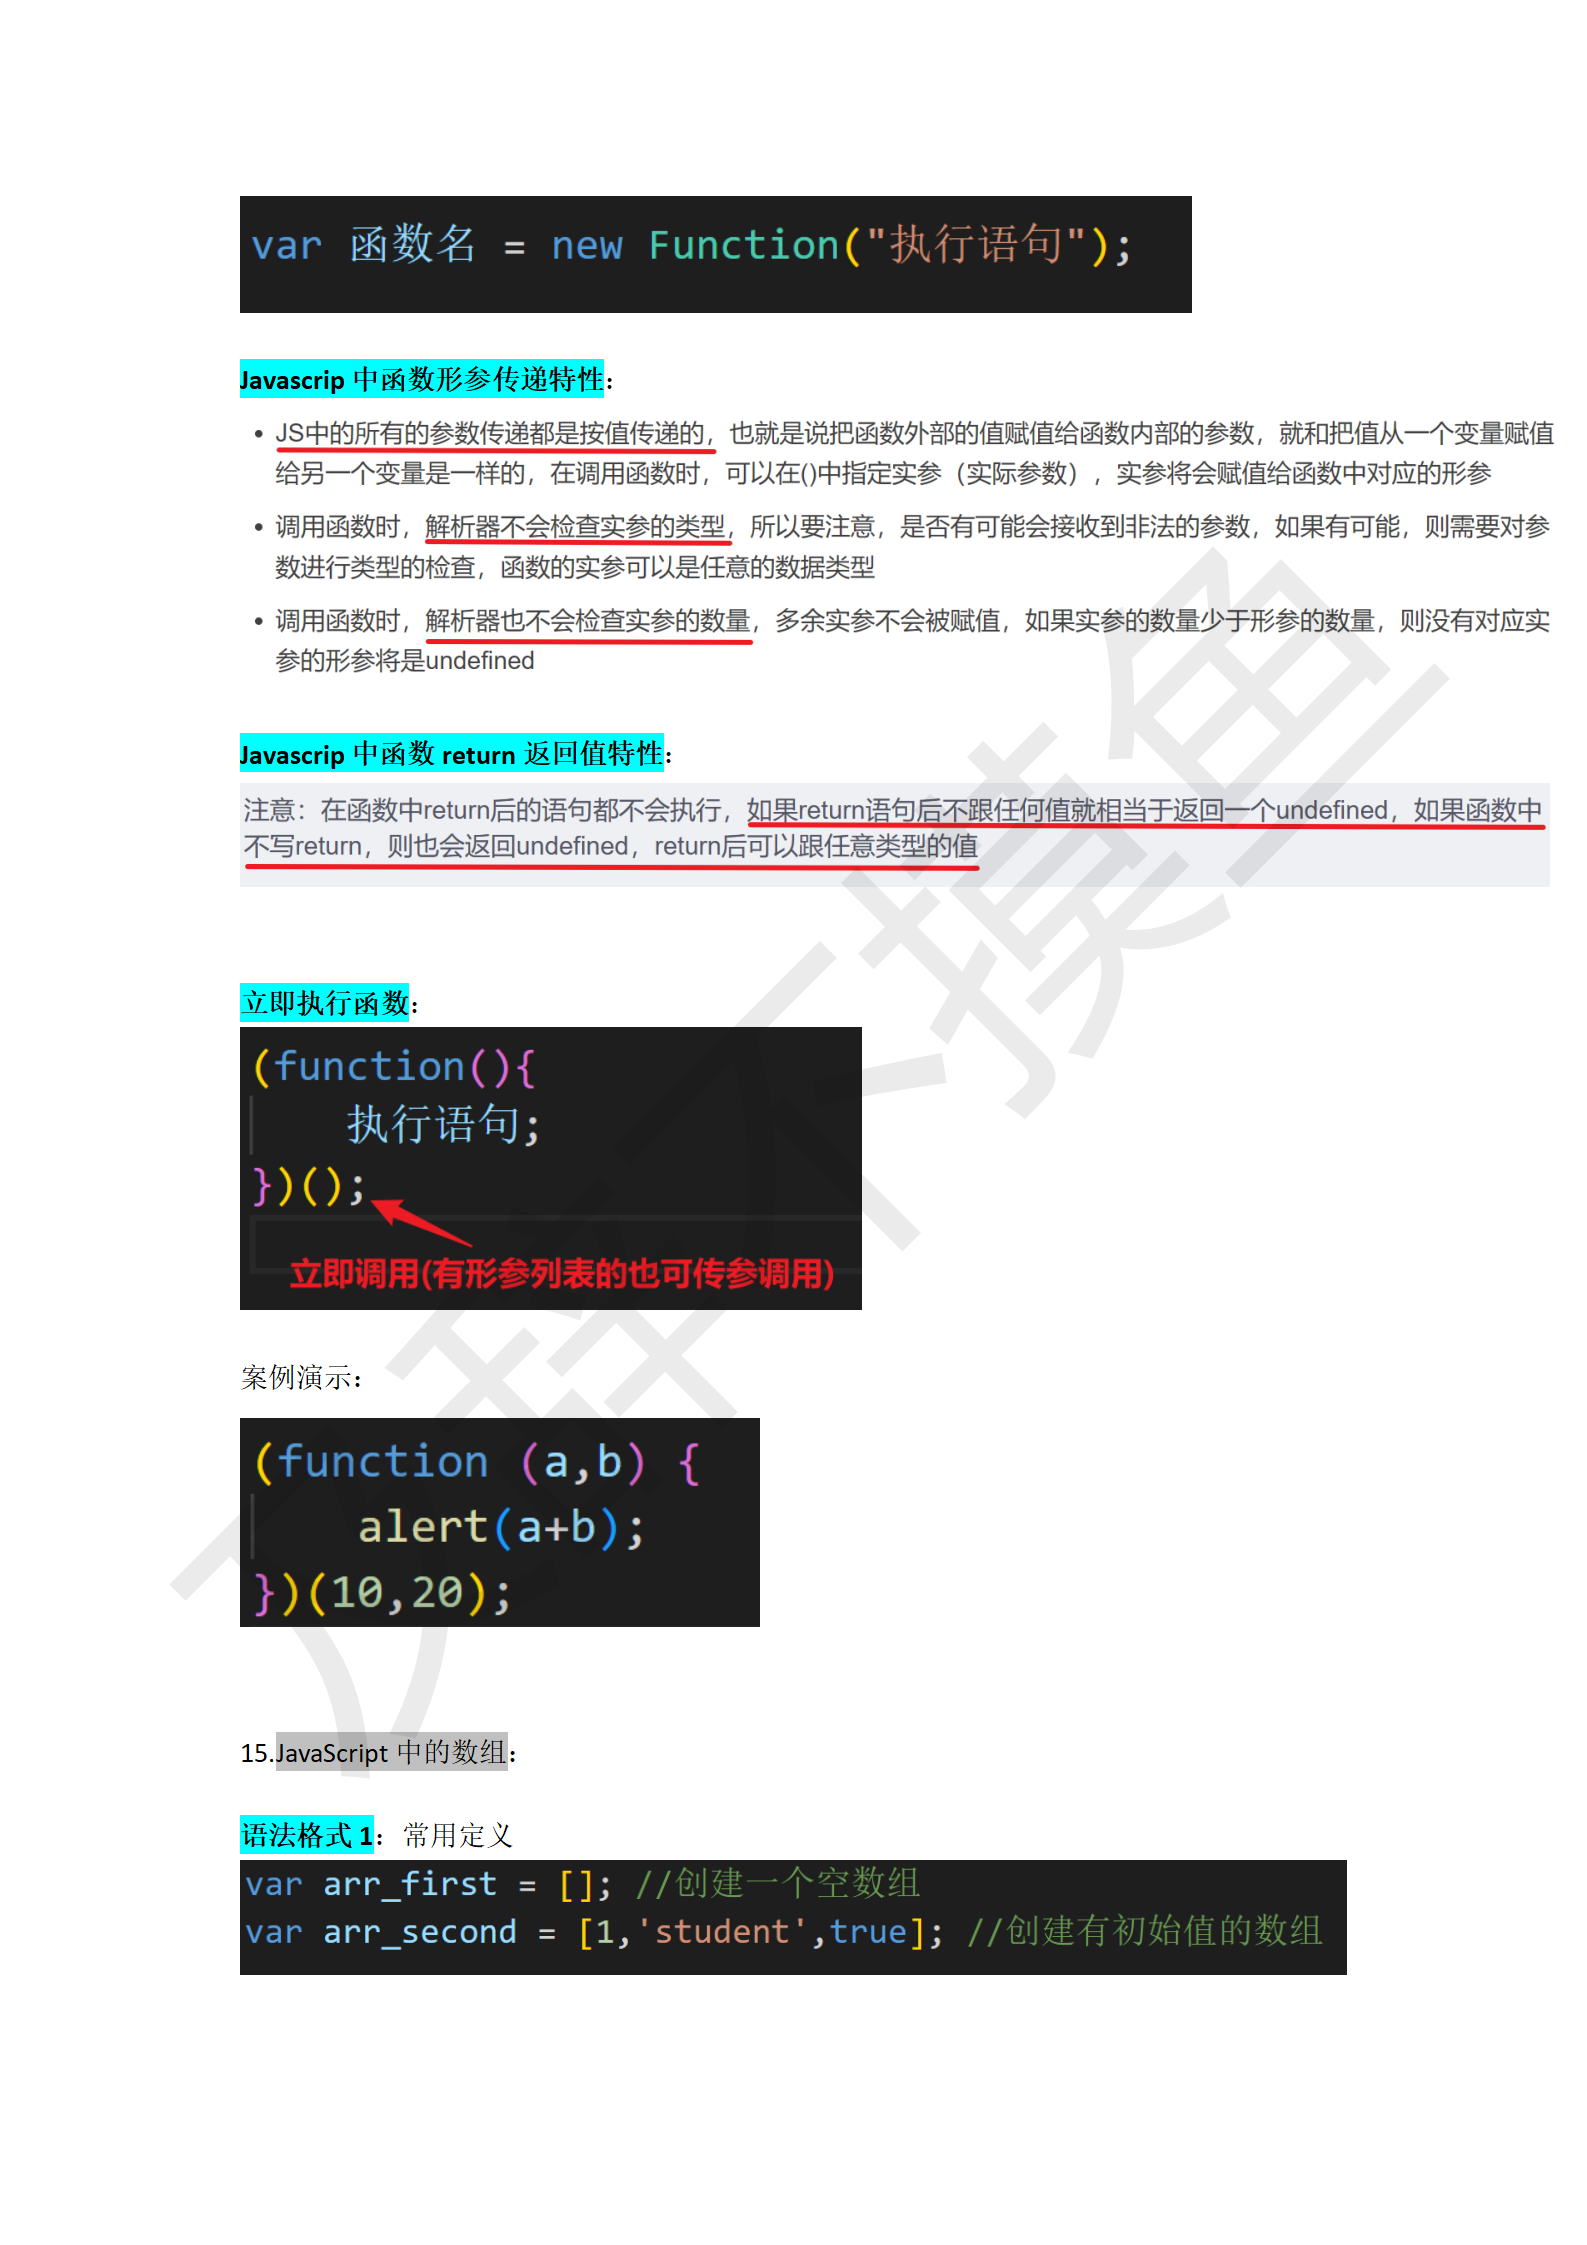 var 函数名 = new Function("执行语句");
Javascrip 中函数形参传递特性：
• JS中的所有的参数传递都是按值传递的，也就是说把函数外部的值赋值给函数内部的参数，就和把值从一个变量赋值
给另一个变量是一样的，在调用函数时，可以在()中指定实参（实际参数），实参将会赋值给函数中对应的形参
• 调用函数时，解析器不会检查实参的类型，所以要注意，是否有可能会接收到非法的参数，如果有可能，则需要对参
数进行类型的检查，函数的实参可以是任意的数据类型
• 调用函数时，解析器也不会检查实参的数量，多余实参不会被赋值，如果实参的数量少于形参的数量，则没有对应实
参的形参将是undefined
Javascrip 中函数 return 返回值特性：
注意：在函数中return后的语句都不会执行，如果return语句后不跟任何值就相当于返回一个undefined，如果函数中
不写return，则也会返回undefined，return后可以跟任意类型的值
立即执行函数：
(function(){
执行语句;
})();
立即调用(有形参列表的也可传参调用)
案例演示：
(function (a,b) {
alert(a+b);
})(10,20);
15.JavaScript 中的数组：
语法格式 1：常用定义
var arr_first = []; //创建一个空数组
var arr_second = [1,'student',true]; //创建有初始值的数组